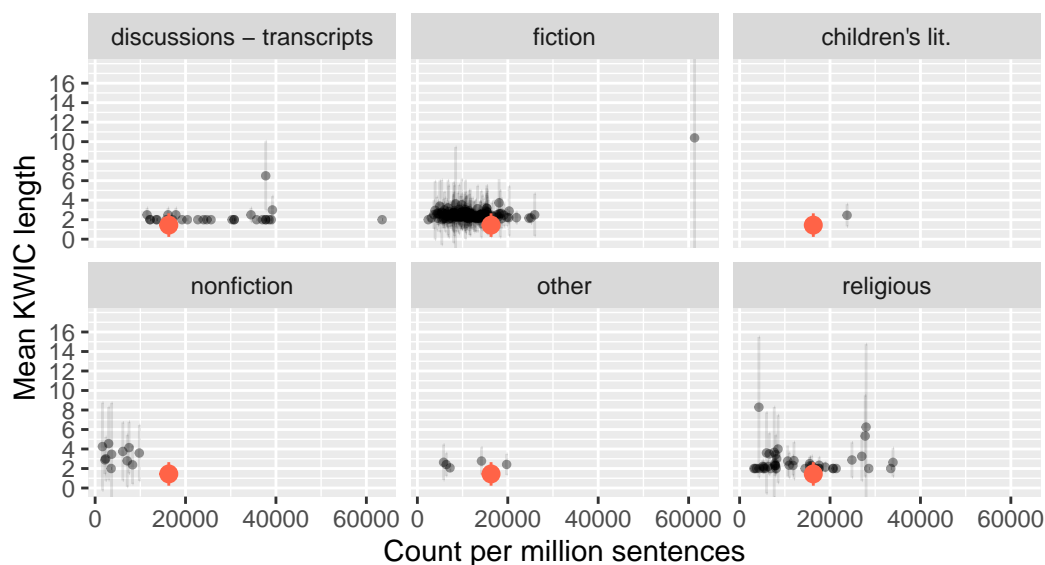 discussions − transcripts
fiction
children's lit.
16
14
12
10
8
6
4
2
0
nonfiction
other
religious
16
14
12
10
8
6
4
2
0
0 20000 40000 60000
0 20000 40000 60000
0 20000 40000 60000
Mean KWIC length
Count per million sentences